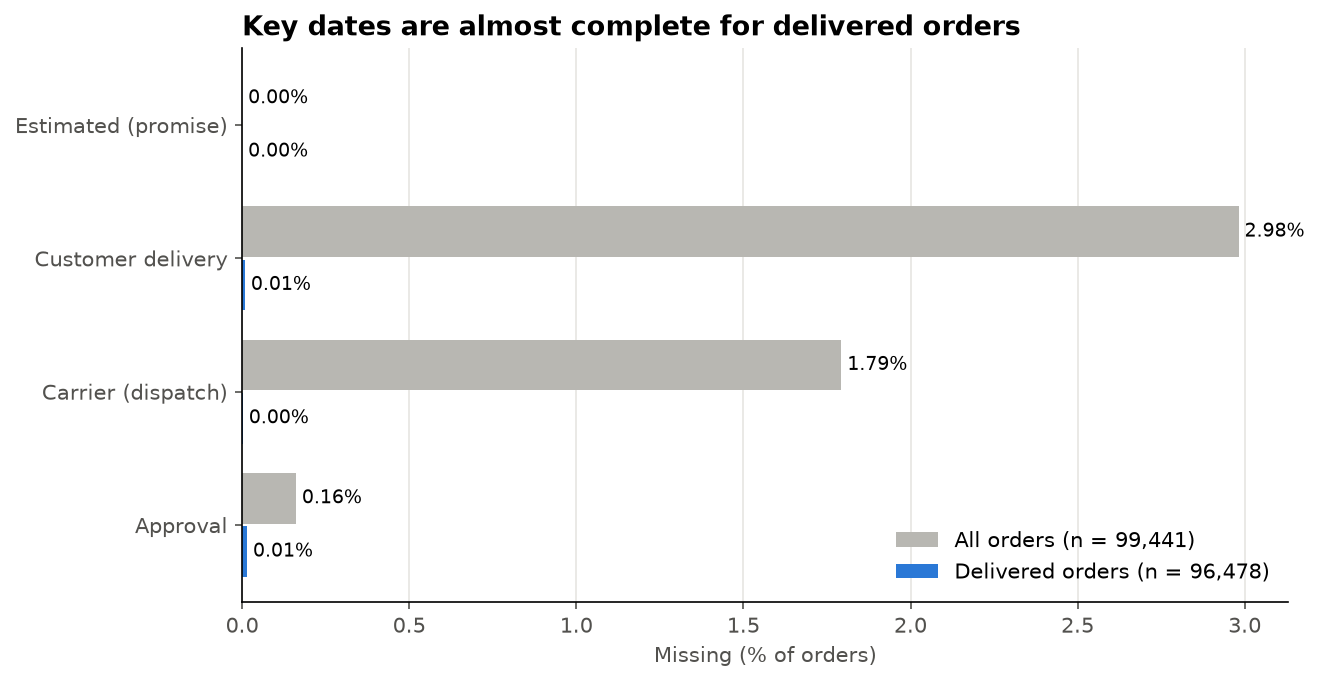 Key dates are almost complete for delivered orders
Estimated (promise)
0.00%
0.00%
Customer delivery
2.98%
0.01%
Carrier (dispatch)
1.79%
0.00%
Approval
0.16%
0.01%
All orders (n = 99,441)
Delivered orders (n = 96,478)
0.0 0.5 1.0 1.5 2.0 2.5 3.0
Missing (% of orders)